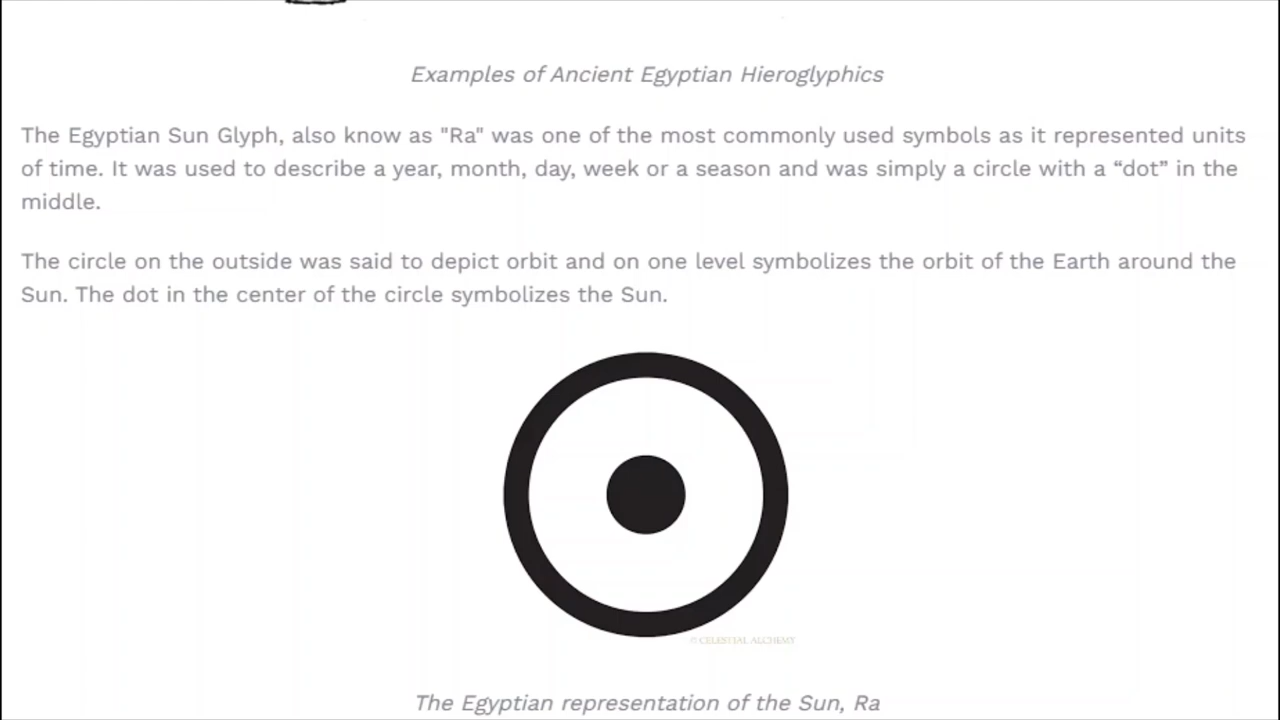 Examples of Ancient Egyptian Hieroglyphics
The Egyptian Sun Glyph, also know as "Ra" was one of the most commonly used symbols as it represented units
of time. It was used to describe a year, month, day, week or a season and was simply a circle with a “dot” in the
middle.
The circle on the outside was said to depict orbit and on one level symbolizes the orbit of the Earth around the
Sun. The dot in the center of the circle symbolizes the Sun.
© CELESTIAL ALCHEMY
The Egyptian representation of the Sun, Ra